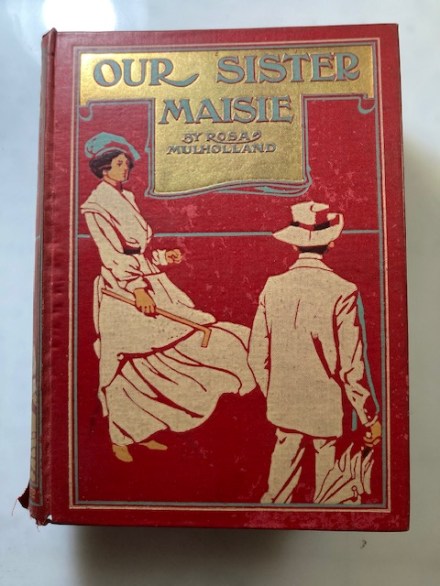 OUR SISTER
MAISIE
BY ROSA
MULHOLLAND